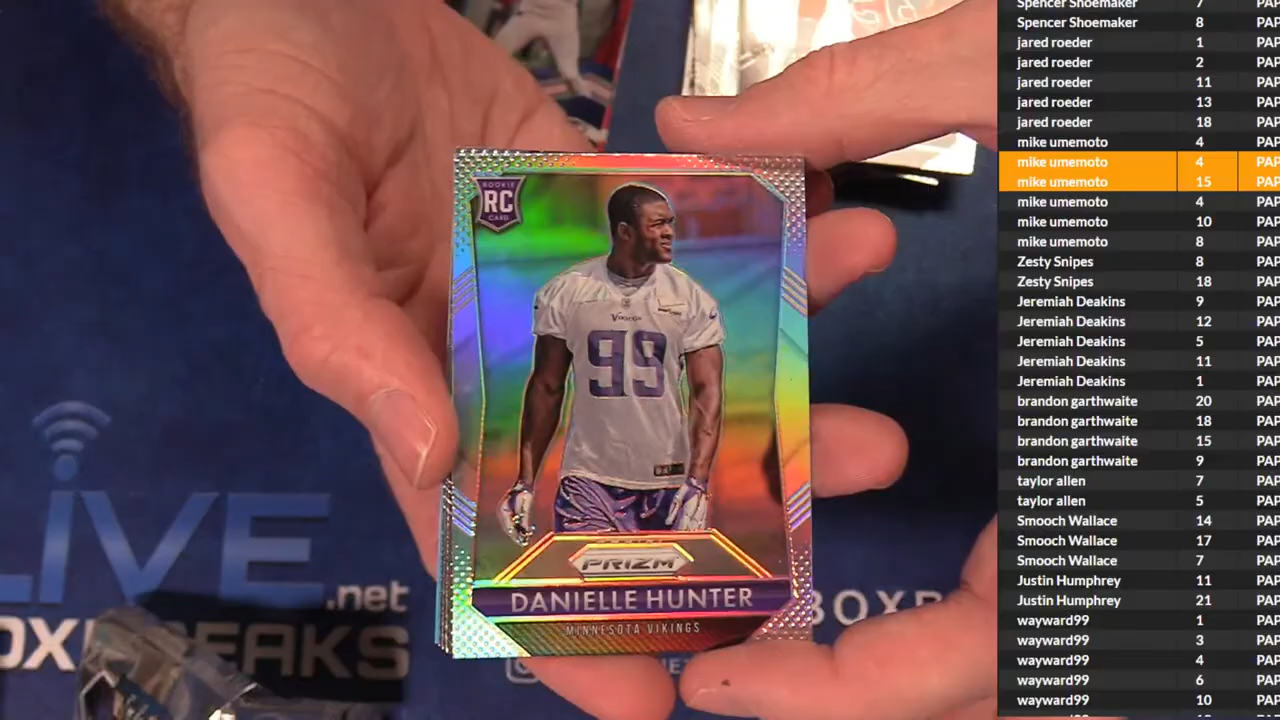 ROOKIE
RC
CARD
Vikings
99
PRIZM
DANIELLE HUNTER
MINNESOTA VIKINGS
LIVE
.net
BOXB
Spencer Shoemaker 7 PAP
Spencer Shoemaker 8 PAP
jared roeder 1 PAP
jared roeder 2 PAP
jared roeder 11 PAP
jared roeder 13 PAP
jared roeder 18 PAP
mike umemoto 4 PAP
mike umemoto 4 PAP
mike umemoto 15 PAP
mike umemoto 4 PAP
mike umemoto 10 PAP
mike umemoto 8 PAP
Zesty Snipes 8 PAP
Zesty Snipes 18 PAP
Jeremiah Deakins 9 PAP
Jeremiah Deakins 12 PAP
Jeremiah Deakins 5 PAP
Jeremiah Deakins 11 PAP
Jeremiah Deakins 1 PAP
brandon garthwaite 20 PAP
brandon garthwaite 18 PAP
brandon garthwaite 15 PAP
brandon garthwaite 9 PAP
taylor allen 7 PAP
taylor allen 5 PAP
Smooch Wallace 14 PAP
Smooch Wallace 17 PAP
Smooch Wallace 7 PAP
Justin Humphrey 11 PAP
Justin Humphrey 21 PAP
wayward99 1 PAP
wayward99 3 PAP
wayward99 4 PAP
wayward99 6 PAP
wayward99 10 PAP